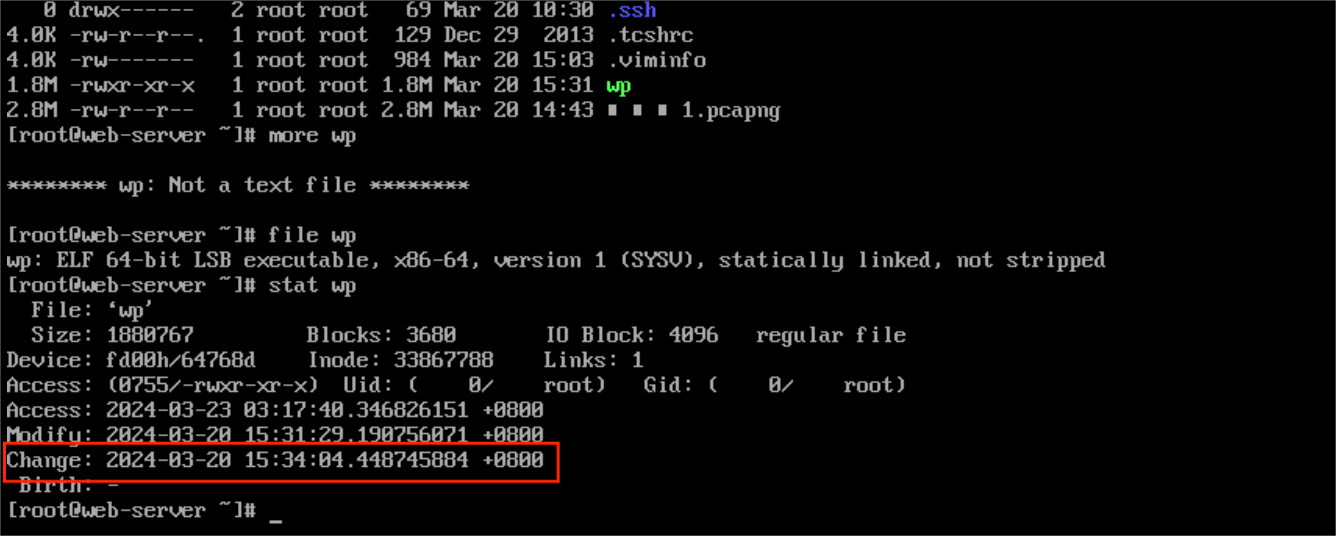 0 drwx------ 2 root root 69 Mar 20 10:30 .ssh
4.0K -rw-r--r--. 1 root root 129 Dec 29 2013 .tcshrc
4.0K -rw------- 1 root root 984 Mar 20 15:03 .viminfo
1.8M -rwxr-xr-x 1 root root 1.8M Mar 20 15:31 wp
2.8M -rw-r--r-- 1 root root 2.8M Mar 20 14:43 ■ ■ ■ 1.pcapng
[root@web-server ~]# more wp
******** wp: Not a text file ********
[root@web-server ~]# file wp
wp: ELF 64-bit LSB executable, x86-64, version 1 (SYSV), statically linked, not stripped
[root@web-server ~]# stat wp
File: ‘wp’
Size: 1880767 Blocks: 3680 IO Block: 4096 regular file
Device: fd00h/64768d Inode: 33867788 Links: 1
Access: (0755/-rwxr-xr-x) Uid: ( 0/ root) Gid: ( 0/ root)
Access: 2024-03-23 03:17:40.346826151 +0800
Modify: 2024-03-20 15:31:29.190756071 +0800
Change: 2024-03-20 15:34:04.448745884 +0800
Birth: -
[root@web-server ~]# _